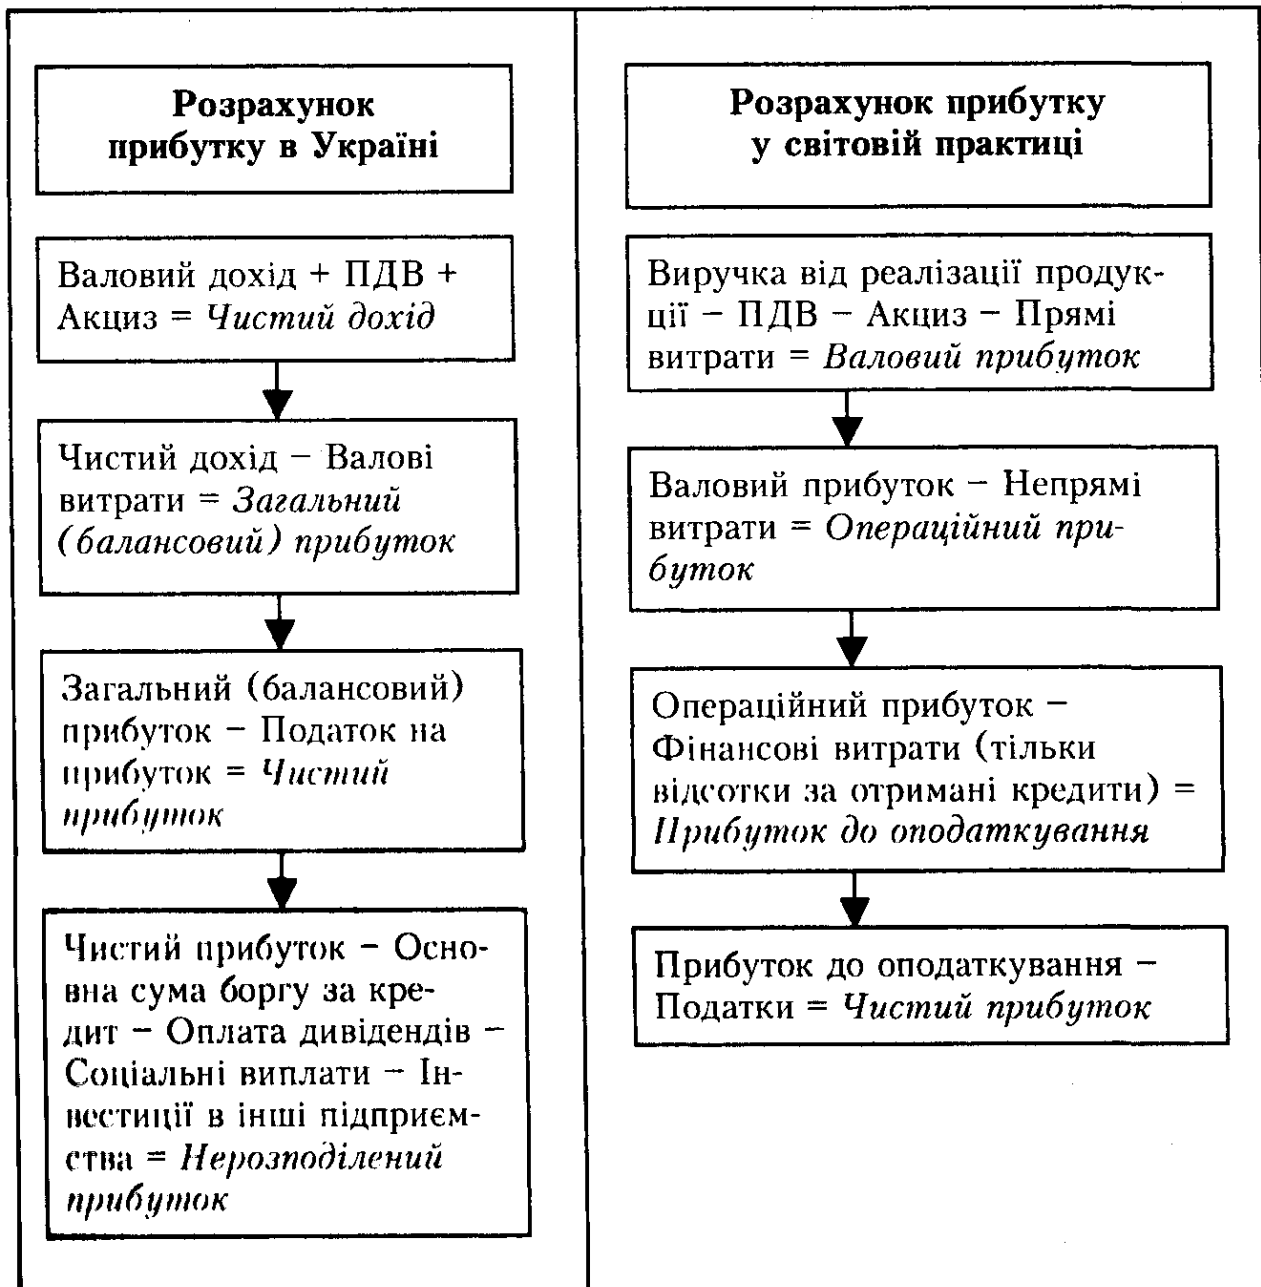 Розрахунок
прибутку в Україні
Валовий дохід + ПДВ +
Акциз = Чистий дохід
Чистий дохід − Валові
витрати = Загальний
(балансовий) прибуток
Загальний (балансовий)
прибуток − Податок на
прибуток = Чистий
прибуток
Чистий прибуток − Осно-
вна сума боргу за кре-
дит − Оплата дивідендів −
Соціальні виплати − Ін-
вестиції в інші підприєм-
ства = Нерозподілений
прибуток
Розрахунок прибутку
у світовій практиці
Виручка від реалізації продук-
ції − ПДВ − Акциз − Прямі
витрати = Валовий прибуток
Валовий прибуток − Непрямі
витрати = Операційний при-
буток
Операційний прибуток −
Фінансові витрати (тільки
відсотки за отримані кредити) =
Прибуток до оподаткування
Прибуток до оподаткування −
Податки = Чистий прибуток